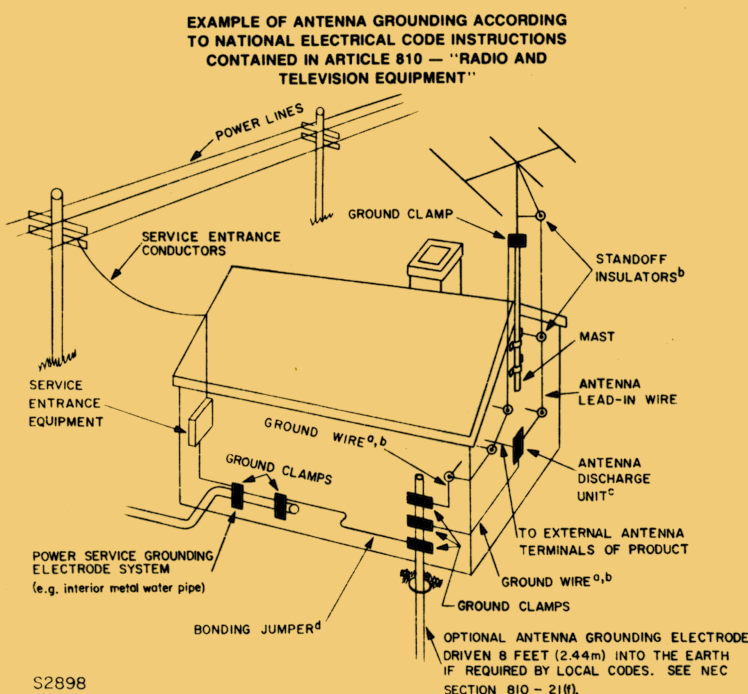 EXAMPLE OF ANTENNA GROUNDING ACCORDING
TO NATIONAL ELECTRICAL CODE INSTRUCTIONS
CONTAINED IN ARTICLE 810 — "RADIO AND
TELEVISION EQUIPMENT"
POWER LINES
GROUND CLAMP
SERVICE ENTRANCE
CONDUCTORS
STANDOFF
INSULATORSᵇ
MAST
SERVICE
ENTRANCE
EQUIPMENT
ANTENNA
LEAD-IN WIRE
GROUND WIREᵃ,ᵇ
GROUND CLAMPS
ANTENNA
DISCHARGE
UNITᶜ
TO EXTERNAL ANTENNA
TERMINALS OF PRODUCT
POWER SERVICE GROUNDING
ELECTRODE SYSTEM
(e.g. interior metal water pipe)
GROUND WIREᵃ,ᵇ
GROUND CLAMPS
BONDING JUMPERᵈ
OPTIONAL ANTENNA GROUNDING ELECTRODE
DRIVEN 8 FEET (2.44m) INTO THE EARTH
IF REQUIRED BY LOCAL CODES. SEE NEC
SECTION 810 - 21(f).
S2898